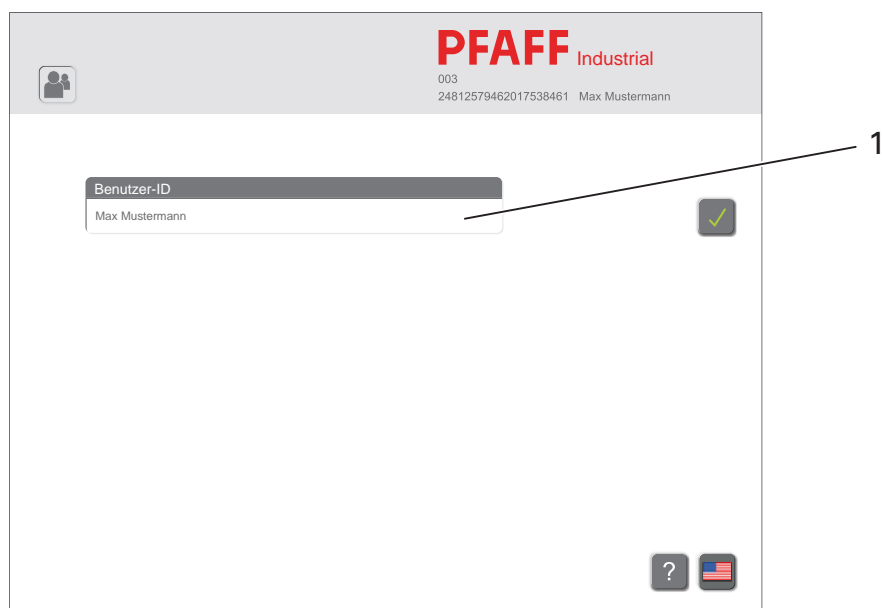 PFAFF Industrial
003
24812579462017538461 Max Mustermann
1
Benutzer-ID
Max Mustermann
?